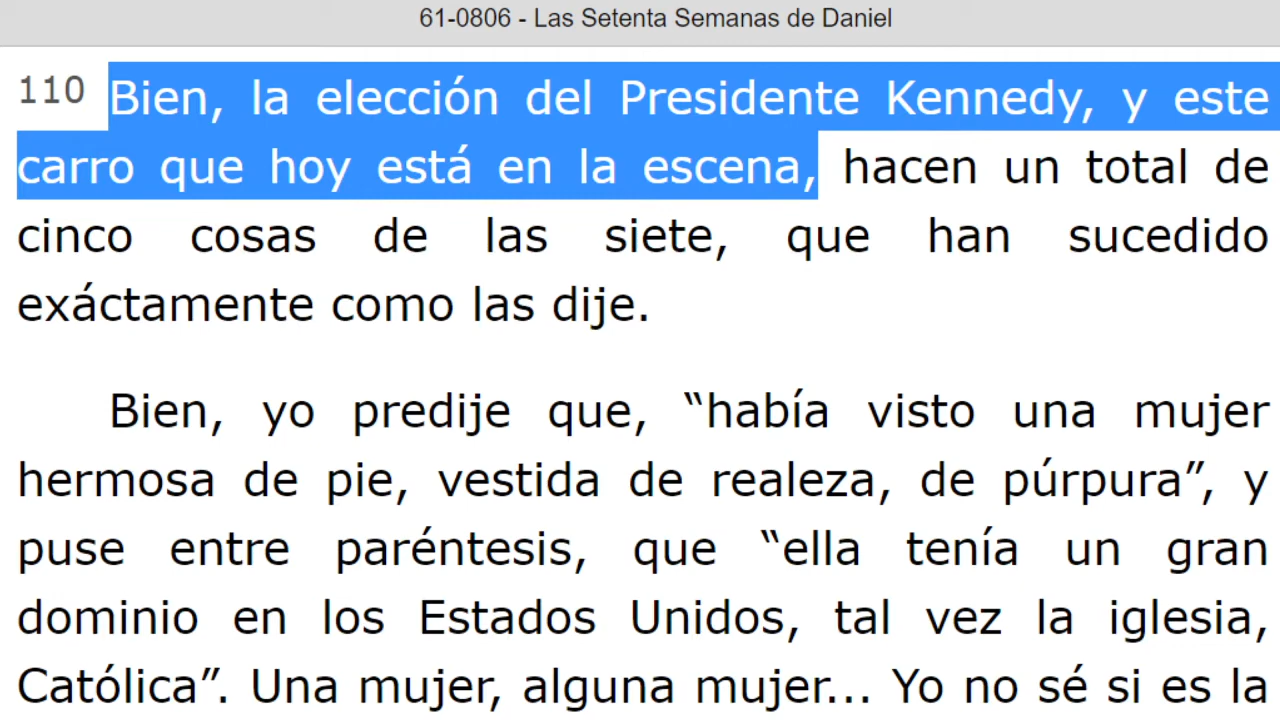 61-0806 - Las Setenta Semanas de Daniel
110 Bien, la elección del Presidente Kennedy, y este
carro que hoy está en la escena, hacen un total de
cinco cosas de las siete, que han sucedido
exáctamente como las dije.
Bien, yo predije que, “había visto una mujer
hermosa de pie, vestida de realeza, de púrpura”, y
puse entre paréntesis, que “ella tenía un gran
dominio en los Estados Unidos, tal vez la iglesia,
Católica”. Una mujer, alguna mujer... Yo no sé si es la